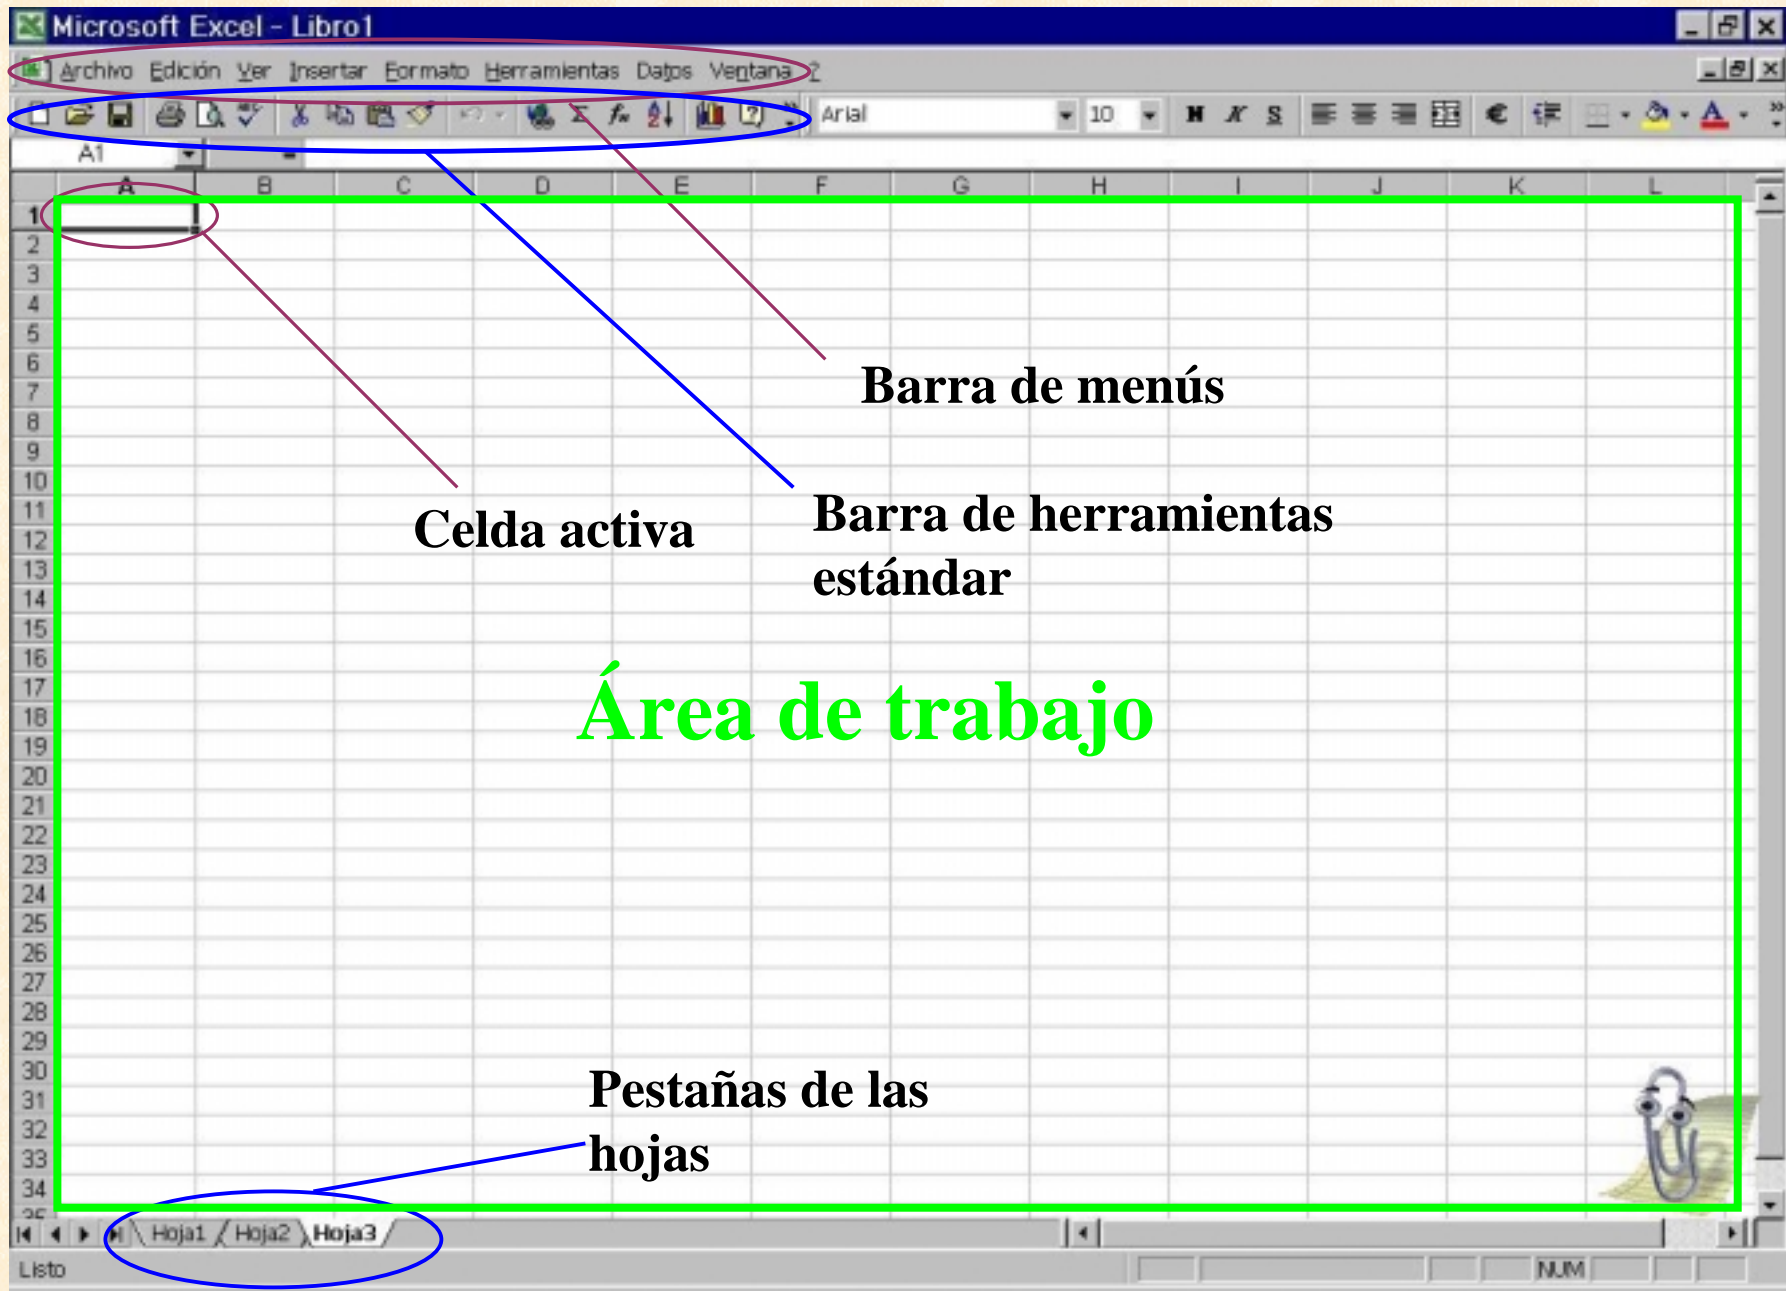 Microsoft Excel - Libro1
Archivo Edición Ver Insertar Formato Herramientas Datos Ventana ?
Arial 10 N K S €
A1 =
A B C D E F G H I J K L
1
2
3
4
5
6
Barra de menús
7
8
9
10
11
Celda activa
Barra de herramientas
12
13
estándar
14
15
16
17
Área de trabajo
18
19
20
21
22
23
24
25
26
27
28
29
30
Pestañas de las
31
32
33
hojas
34
35
Hoja1 Hoja2 Hoja3
Listo NUM